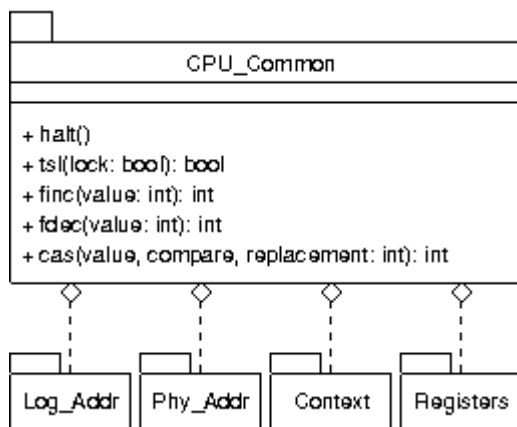 CPU_Common
+ halt()
+ tsl(lock: bool): bool
+ finc(value: int): int
+ fdec(value: int): int
+ cas(value, compare, replacement: int): int
Log_Addr Phy_Addr Context Registers